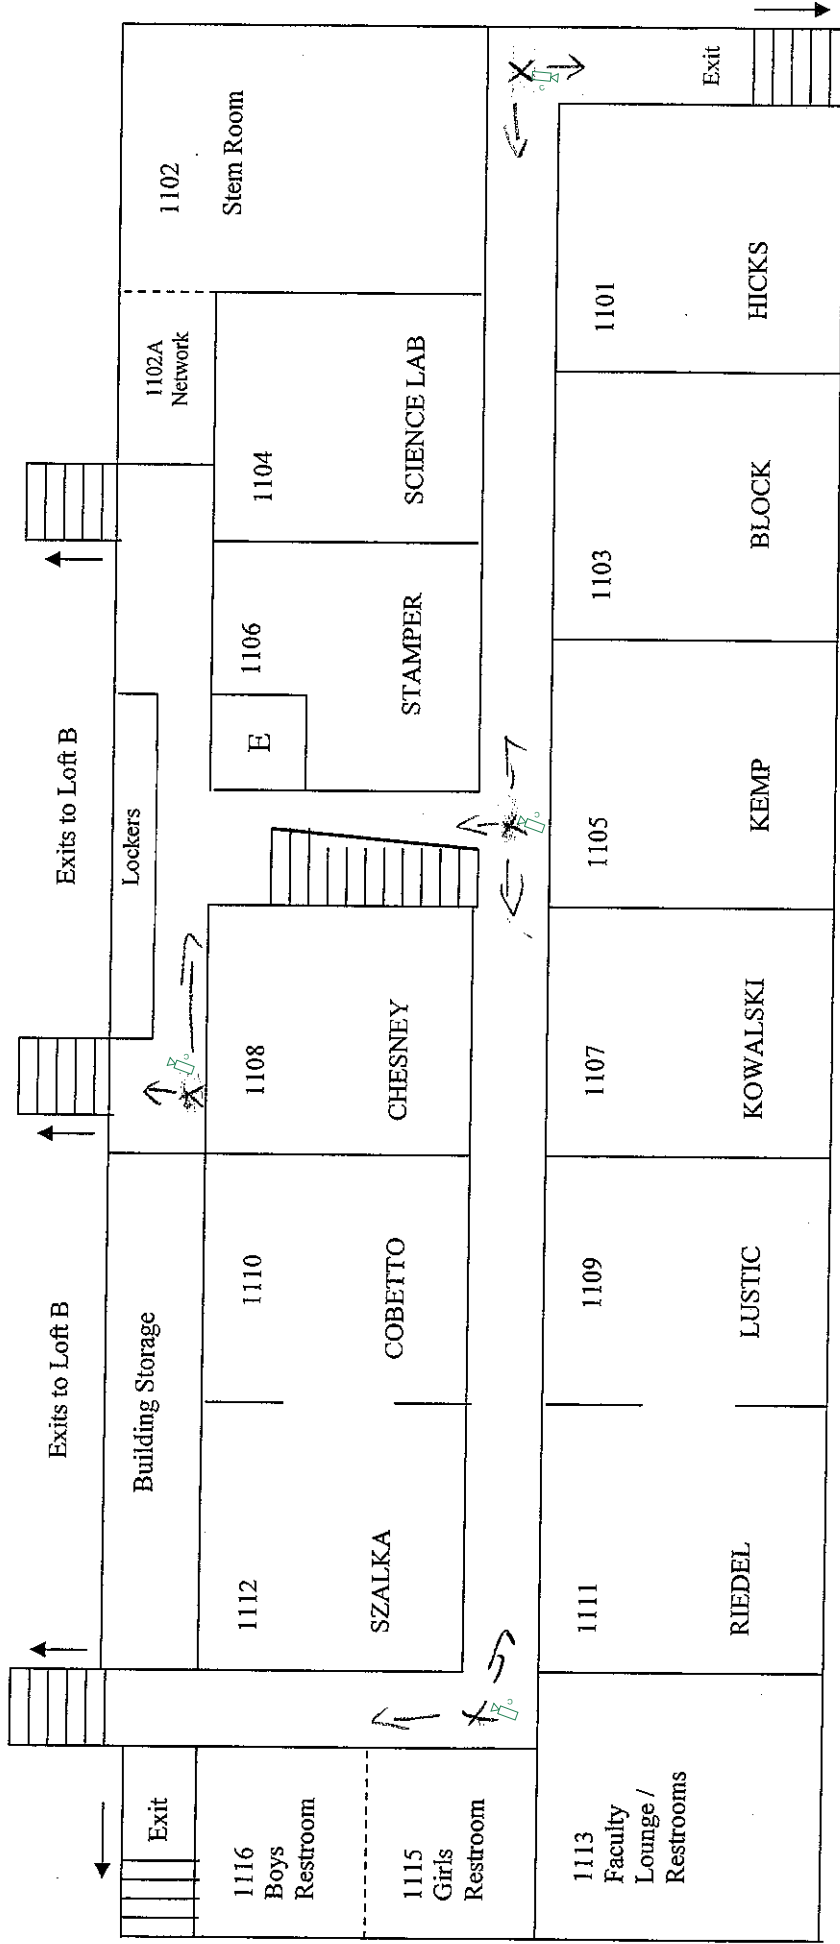 Exits to Loft B
Exits to Loft B
Exit
Building Storage
Lockers
1102A
Network
1102
Stem Room
1116
Boys
Restroom
1115
Girls
Restroom
1112
SZALKA
1110
COBETTO
1108
CHESNEY
E
1106
STAMPER
1104
SCIENCE LAB
Exit
1113
Faculty
Lounge /
Restrooms
1111
RIEDEL
1109
LUSTIC
1107
KOWALSKI
1105
KEMP
1103
BLOCK
1101
HICKS